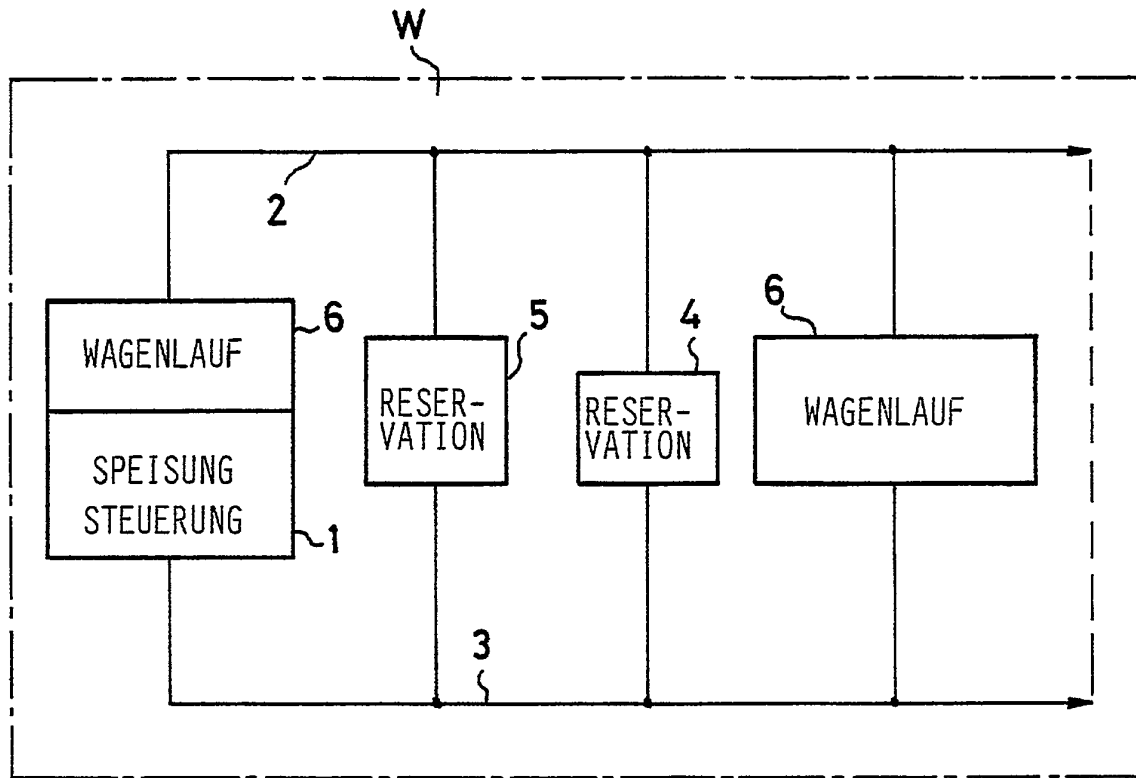 W
2
6
WAGENLAUF
SPEISUNG
STEUERUNG
1
5
RESER-
VATION
4
RESER-
VATION
6
WAGENLAUF
3